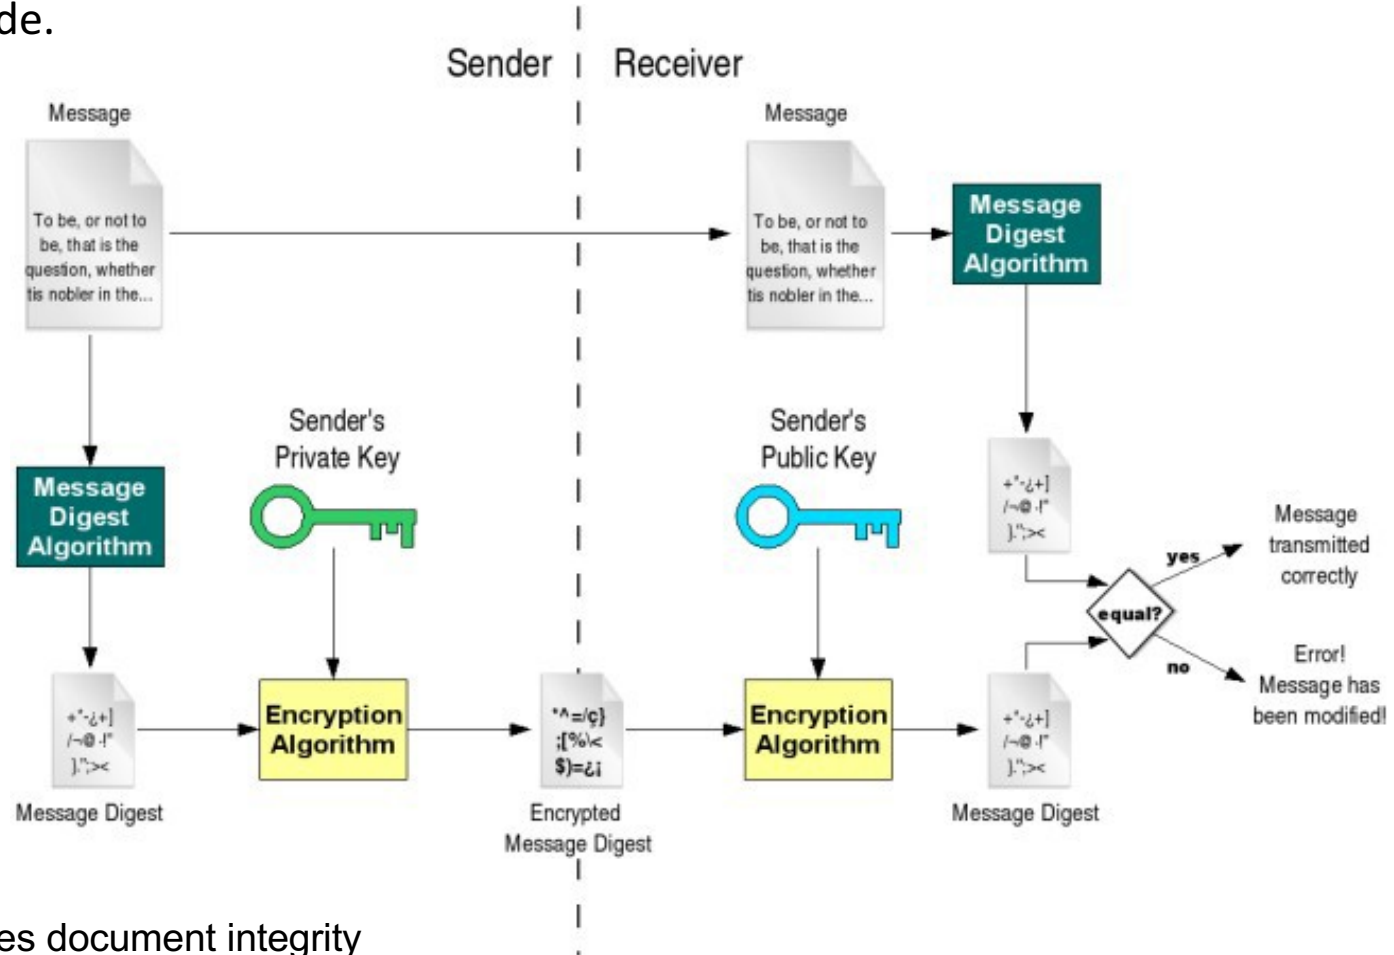 de.
Sender
Receiver
Message
To be, or not to
be, that is the
question, whether
tis nobler in the...
Message
To be, or not to
be, that is the
question, whether
tis nobler in the...
Message
Digest
Algorithm
Sender's
Private Key
Sender's
Public Key
Message
Digest
Algorithm
+*-¿+]
/¬@-!"
}.";><
Message
transmitted
correctly
yes
equal?
no
Error!
Message has
been modified!
+*-¿+]
/¬@-!"
}.";><
Message Digest
Encryption
Algorithm
*^=/ç}
;[%\<
$)=¿¡
Encrypted
Message Digest
Encryption
Algorithm
+*-¿+]
/¬@-!"
}.";><
Message Digest
es document integrity